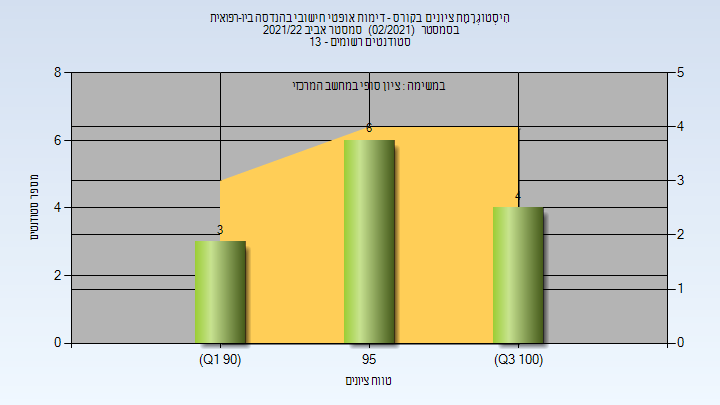 היסטוגרמת ציונים בקורס - דימות אופטי חישובי בהנדסה ביו-רפואית
בסמסטר (02/2021) סמסטר אביב 2021/22
סטודנטים רשומים - 13
במשימה : ציון סופי במחשב המרכזי
8
6
4
2
0
5
4
3
2
1
0
3
6
4
מספר סטודנטים
(Q1 90)
95
(Q3 100)
טווח ציונים